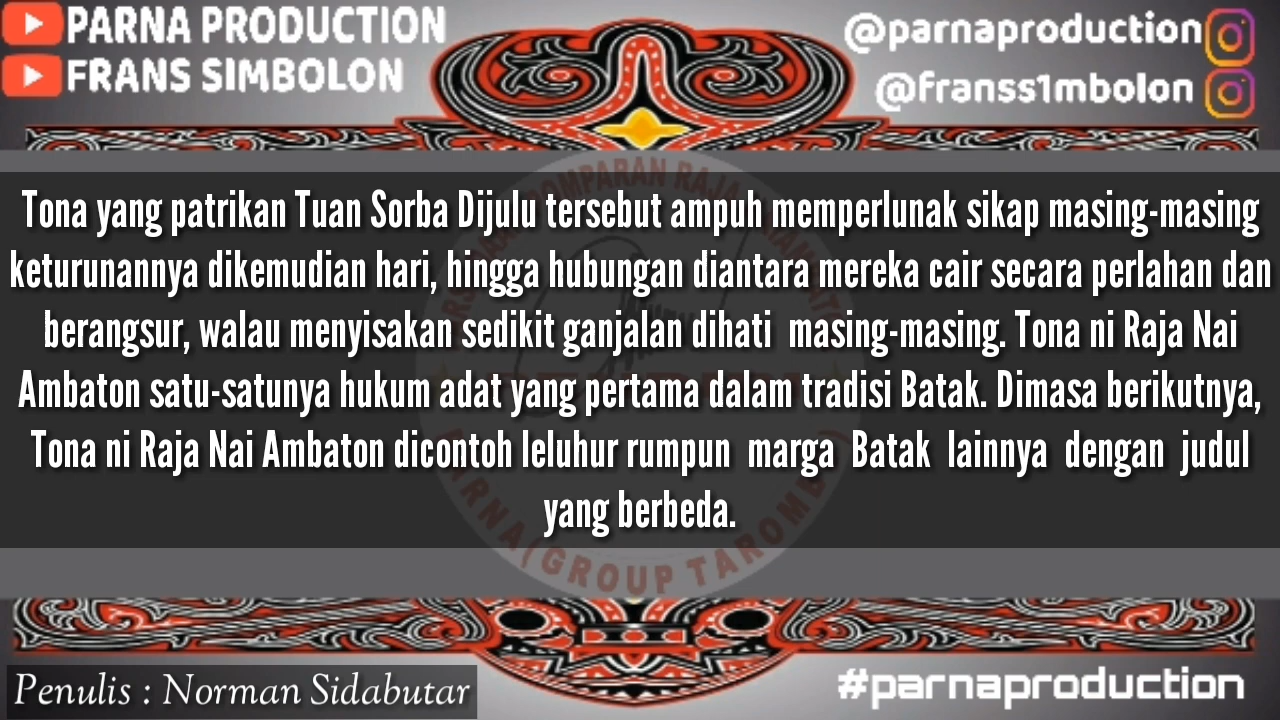 PARNA PRODUCTION
FRANS SIMBOLON
@parnaproduction
@franss1mbolon
Tona yang patrikan Tuan Sorba Dijulu tersebut ampuh memperlunak sikap masing-masing
keturunannya dikemudian hari, hingga hubungan diantara mereka cair secara perlahan dan
berangsur, walau menyisakan sedikit ganjalan dihati masing-masing. Tona ni Raja Nai
Ambaton satu-satunya hukum adat yang pertama dalam tradisi Batak. Dimasa berikutnya,
Tona ni Raja Nai Ambaton dicontoh leluhur rumpun marga Batak lainnya dengan judul
yang berbeda.
(GROUP
Penulis : Norman Sidabutar
#parnaproduction